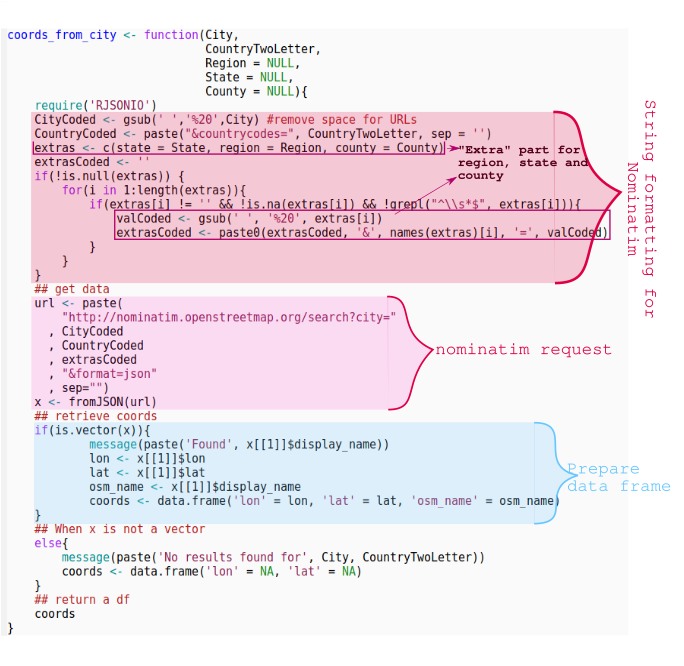 coords_from_city <- function(City,
                             CountryTwoLetter,
                             Region = NULL,
                             State = NULL,
                             County = NULL){
    require('RJSONIO')
    CityCoded <- gsub(' ','%20',City) #remove space for URLs
    CountryCoded <- paste("&countrycodes=", CountryTwoLetter, sep = '')
    extras <- c(state = State, region = Region, county = County)
    extrasCoded <- ''
    if(!is.null(extras)) {
        for(i in 1:length(extras)){
            if(extras[i] != '' && !is.na(extras[i]) && !grepl("^\\s*$", extras[i])){
                valCoded <- gsub(' ', '%20', extras[i])
                extrasCoded <- paste0(extrasCoded, '&', names(extras)[i], '=', valCoded)
            }
        }
    }
    ## get data
    url <- paste(
        "http://nominatim.openstreetmap.org/search?city="
      , CityCoded
      , CountryCoded
      , extrasCoded
      , "&format=json"
      , sep="")
    x <- fromJSON(url)
    ## retrieve coords
    if(is.vector(x)){
            message(paste('Found', x[[1]]$display_name))
            lon <- x[[1]]$lon
            lat <- x[[1]]$lat
            osm_name <- x[[1]]$display_name
            coords <- data.frame('lon' = lon, 'lat' = lat, 'osm_name' = osm_name)
    }
    ## When x is not a vector
    else{
        message(paste('No results found for', City, CountryTwoLetter))
        coords <- data.frame('lon' = NA, 'lat' = NA)
    }
    ## return a df
    coords
}
"Extra" part for
region, state and
county
String formatting for
Nominatim
nominatim request
Prepare
data frame